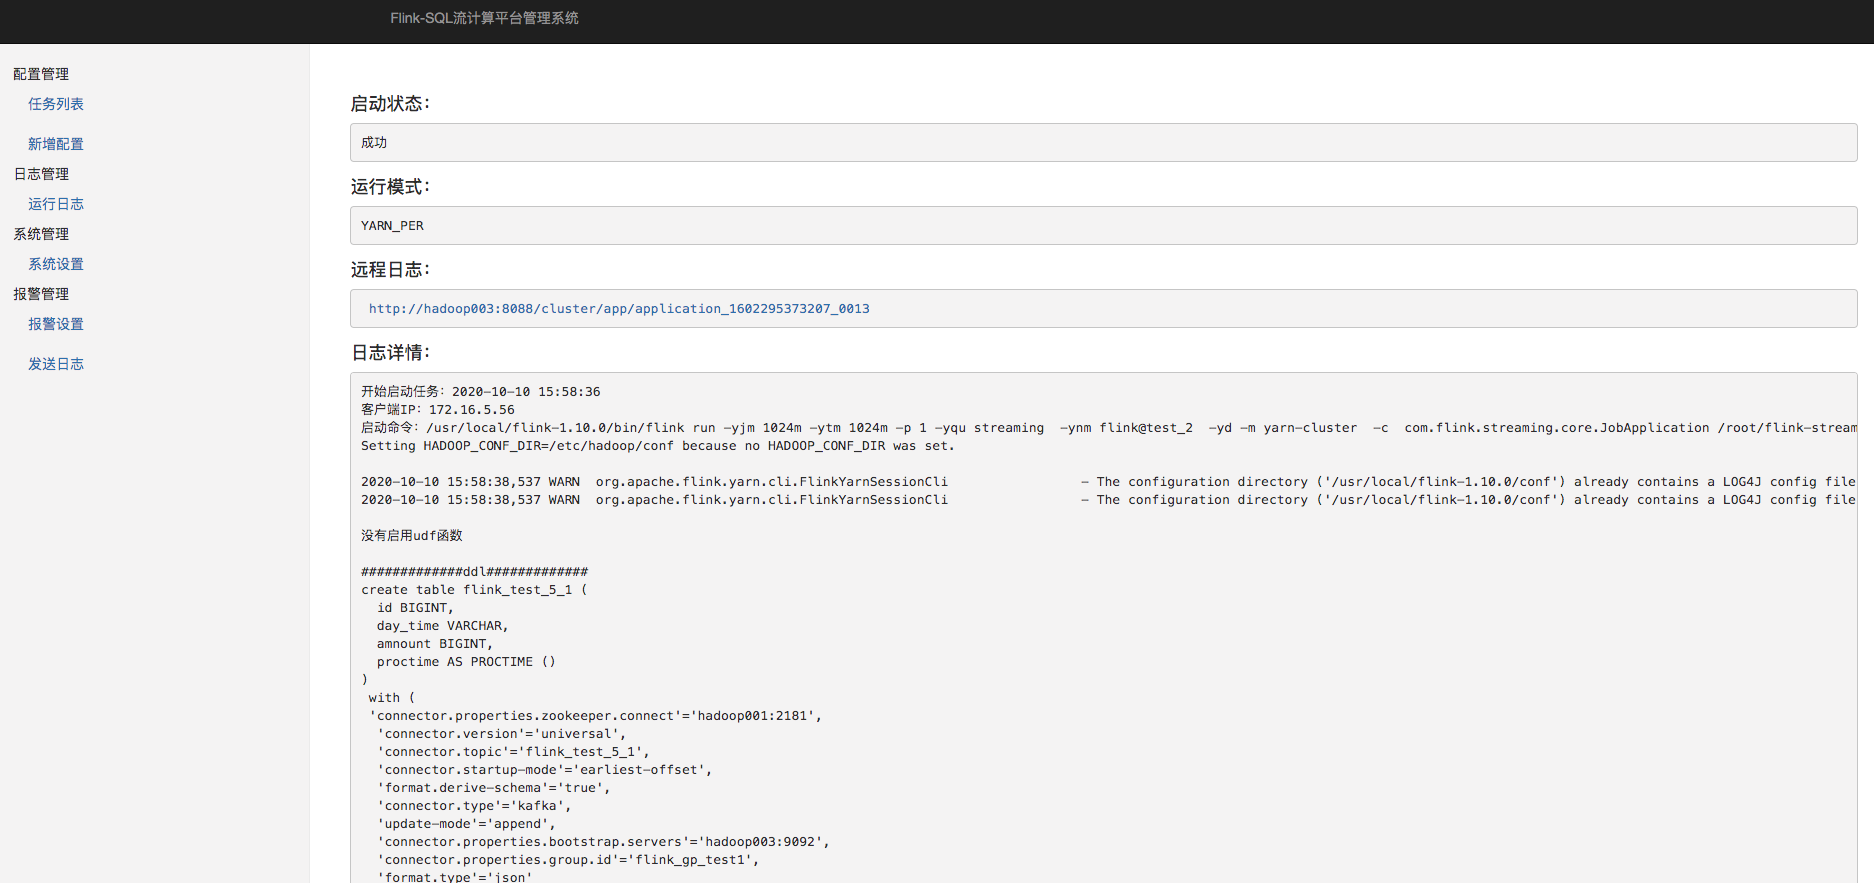 Flink-SQL流计算平台管理系统
配置管理
任务列表
新增配置
日志管理
运行日志
系统管理
系统设置
报警管理
报警设置
发送日志
启动状态：
成功
运行模式：
YARN_PER
远程日志：
http://hadoop003:8088/cluster/app/application_1602295373207_0013
日志详情：
开始启动任务：2020-10-10 15:58:36
客户端IP：172.16.5.56
启动命令：/usr/local/flink-1.10.0/bin/flink run -yjm 1024m -ytm 1024m -p 1 -yqu streaming  -ynm flink@test_2  -yd -m yarn-cluster  -c  com.flink.streaming.core.JobApplication /root/flink-stream
Setting HADOOP_CONF_DIR=/etc/hadoop/conf because no HADOOP_CONF_DIR was set.
2020-10-10 15:58:38,537 WARN  org.apache.flink.yarn.cli.FlinkYarnSessionCli                 - The configuration directory ('/usr/local/flink-1.10.0/conf') already contains a LOG4J config file
2020-10-10 15:58:38,537 WARN  org.apache.flink.yarn.cli.FlinkYarnSessionCli                 - The configuration directory ('/usr/local/flink-1.10.0/conf') already contains a LOG4J config file
没有启用udf函数
#############ddl#############
create table flink_test_5_1 (
  id BIGINT,
  day_time VARCHAR,
  amnount BIGINT,
  proctime AS PROCTIME ()
)
 with (
 'connector.properties.zookeeper.connect'='hadoop001:2181',
  'connector.version'='universal',
  'connector.topic'='flink_test_5_1',
  'connector.startup-mode'='earliest-offset',
  'format.derive-schema'='true',
  'connector.type'='kafka',
  'update-mode'='append',
  'connector.properties.bootstrap.servers'='hadoop003:9092',
  'connector.properties.group.id'='flink_gp_test1',
  'format.type'='json'